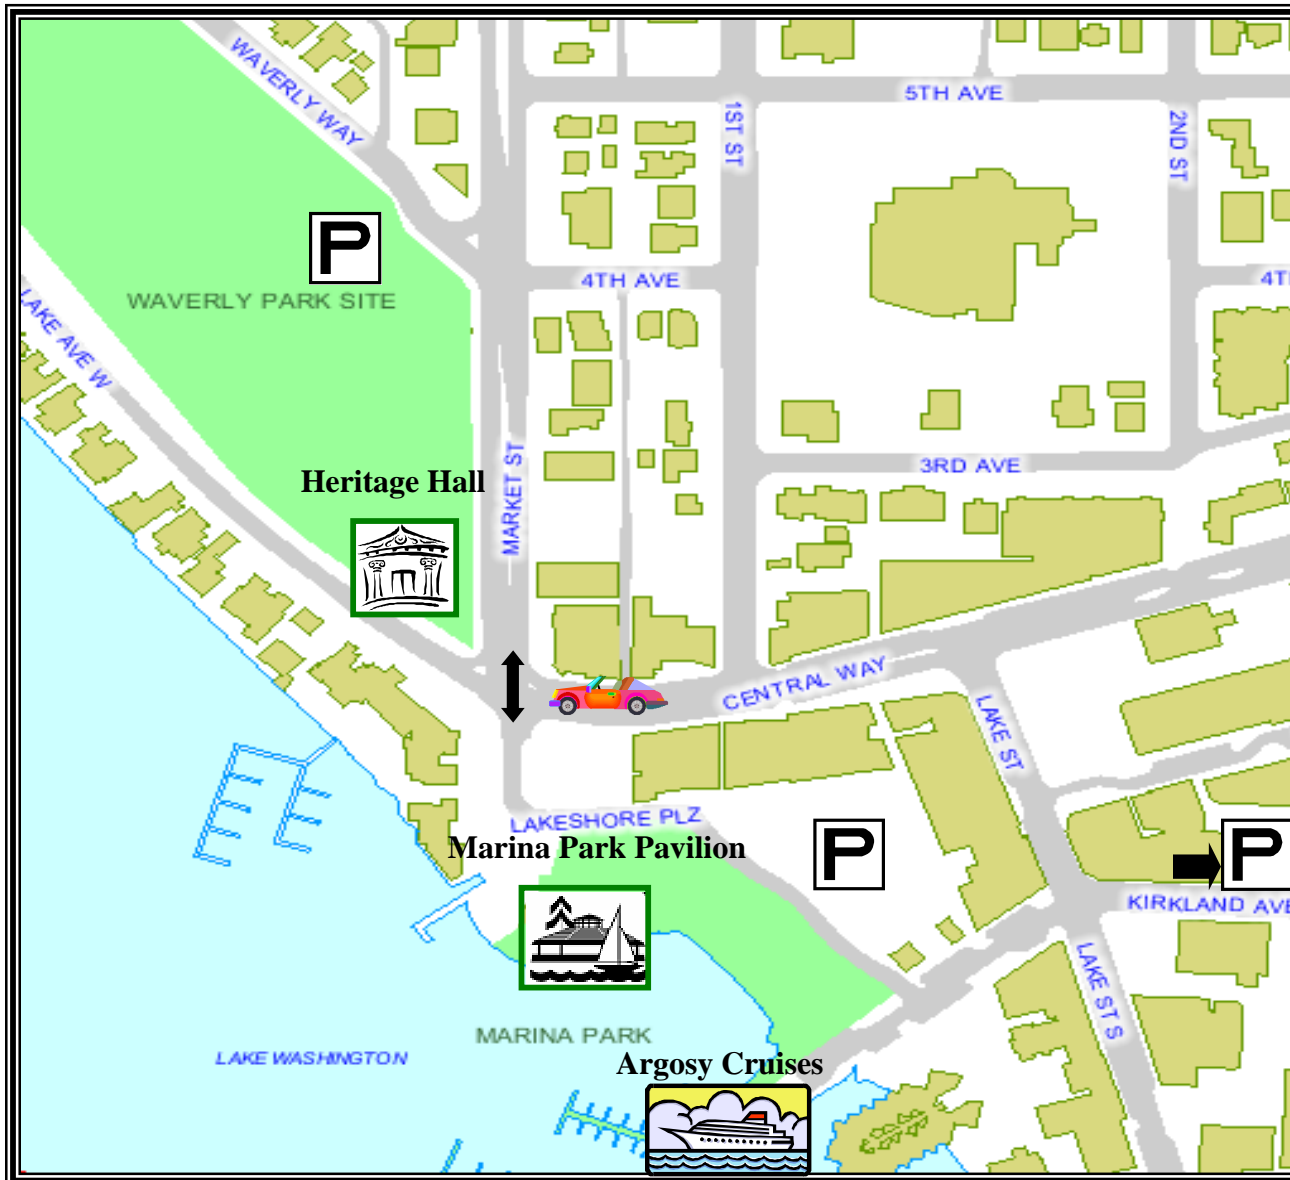 WAVERLY WAY
5TH AVE
1ST ST
2ND ST
P
WAVERLY PARK SITE
4TH AVE
4T
LAKE AVE W
MARKET ST
3RD AVE
Heritage Hall
CENTRAL WAY
LAKE ST
LAKESHORE PLZ
Marina Park Pavilion
P
P
KIRKLAND AVE
LAKE ST S
MARINA PARK
LAKE WASHINGTON
Argosy Cruises